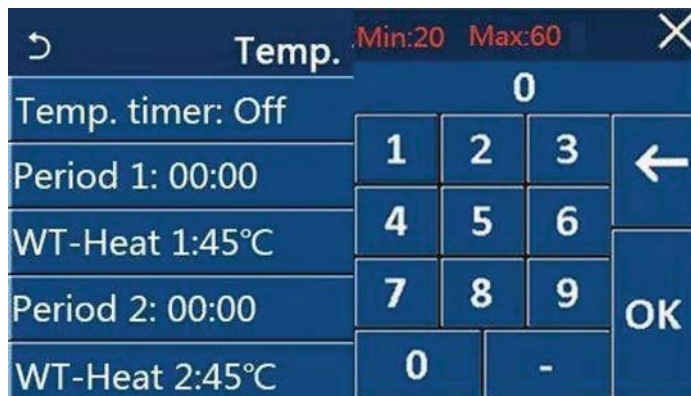 Temp.
Min:20 Max:60
Temp. timer: Off
Period 1: 00:00
WT-Heat 1:45℃
Period 2: 00:00
WT-Heat 2:45℃
0
1 2 3
4 5 6
7 8 9
OK
0 -